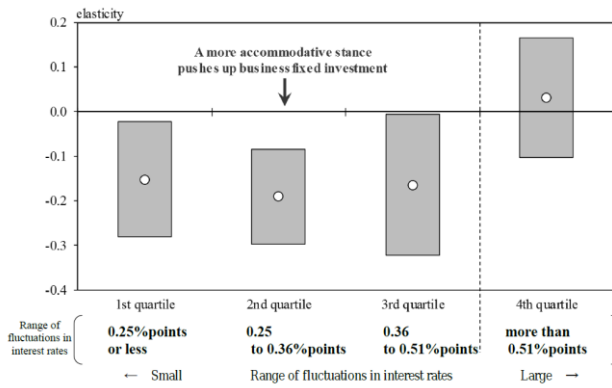 elasticity
0.2
0.1
0.0
-0.1
-0.2
-0.3
-0.4
A more accommodative stance
pushes up business fixed investment
1st quartile 2nd quartile 3rd quartile 4th quartile
Range of
fluctuations in
interest rates
0.25%points
or less
0.25
to 0.36%points
0.36
to 0.51%points
more than
0.51%points
← Small Range of fluctuations in interest rates Large →